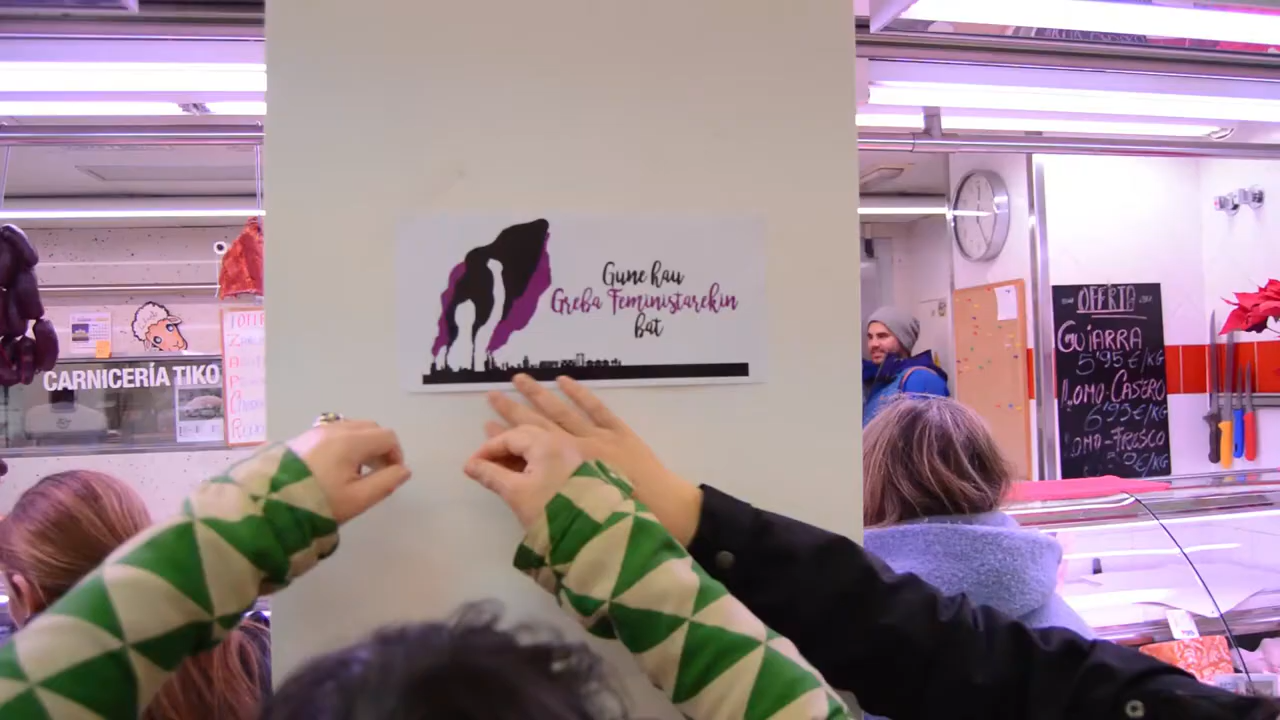 Gune hau
Greba Feministarekin
bat
CARNICERÍA TIKO
OFERTA
GUIARRA
5'95 €/KG
LOMO-CASTERO
6'95 €/KG
LOMO-FRESCO
€/KG